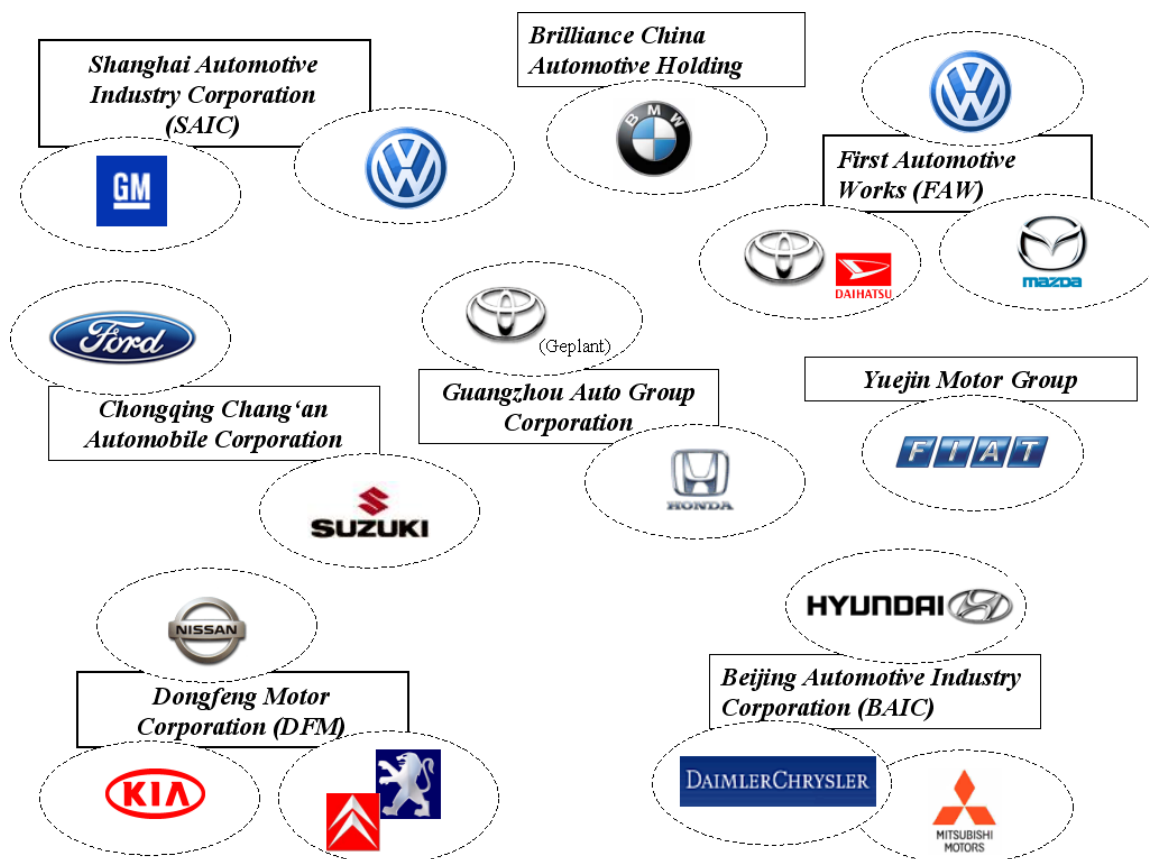 Shanghai Automotive
Industry Corporation
(SAIC)
GM
VW
Brilliance China
Automotive Holding
BMW
VW
First Automotive
Works (FAW)
DAIHATSU
mazda
Ford
Chongqing Chang‘an
Automobile Corporation
SUZUKI
(Geplant)
Guangzhou Auto Group
Corporation
HONDA
Yuejin Motor Group
FIAT
NISSAN
Dongfeng Motor
Corporation (DFM)
KIA
HYUNDAI
Beijing Automotive Industry
Corporation (BAIC)
DAIMLERCHRYSLER
MITSUBISHI
MOTORS